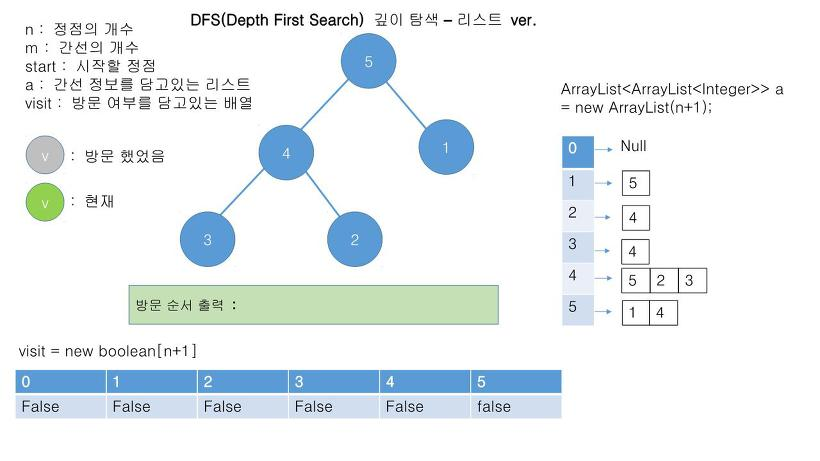 DFS(Depth First Search) 깊이 탐색 – 리스트 ver.
n : 정점의 개수
m : 간선의 개수
start : 시작할 정점
a : 간선 정보를 담고있는 리스트
visit : 방문 여부를 담고있는 배열
v : 방문 했었음
v : 현재
5
4
1
3
2
방문 순서 출력 :
ArrayList<ArrayList<Integer>> a
= new ArrayList(n+1);
0 Null
1 5
2 4
3 4
4 5 2 3
5 1 4
visit = new boolean[n+1]
0 1 2 3 4 5
False False False False False false